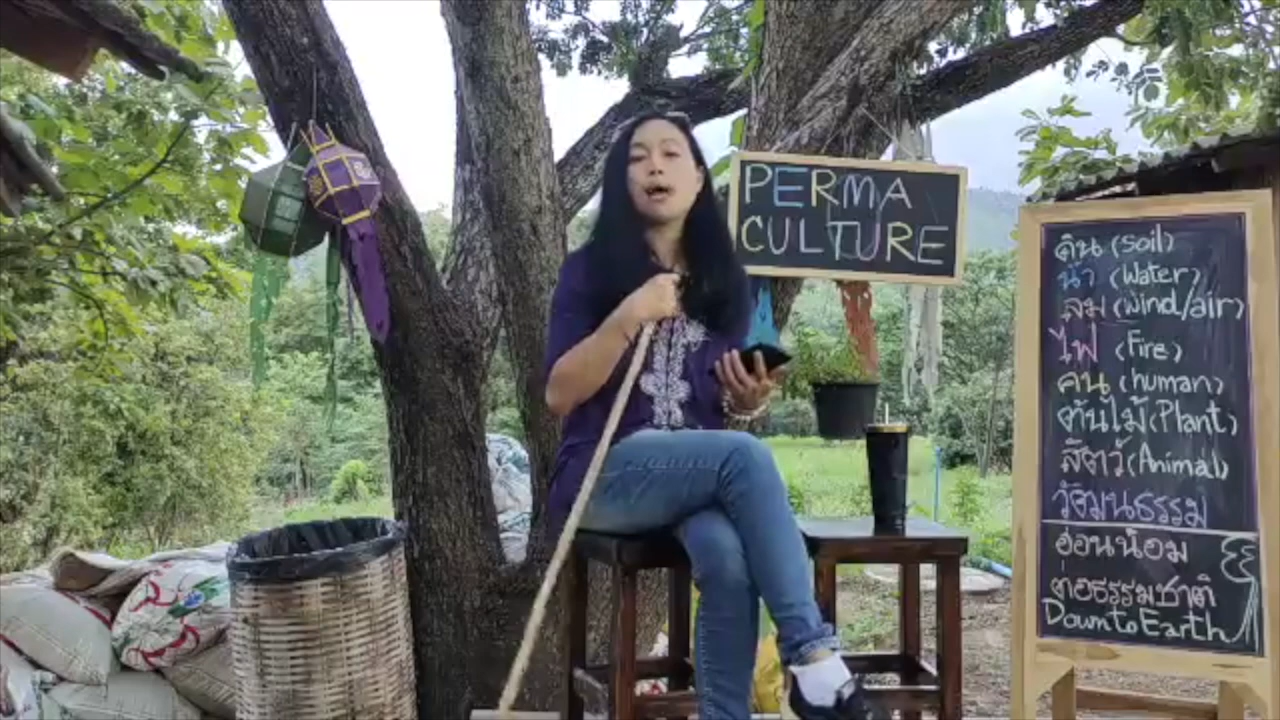 PERMA
CULTURE
ดิน (Soil)
น้ำ (Water)
ลม (wind/air)
ไฟ (Fire)
คน (human)
ต้นไม้ (Plant)
สัตว์ (Animal)
วัฒนธรรม
อ่อนน้อม
ต่อธรรมชาติ
Down to Earth